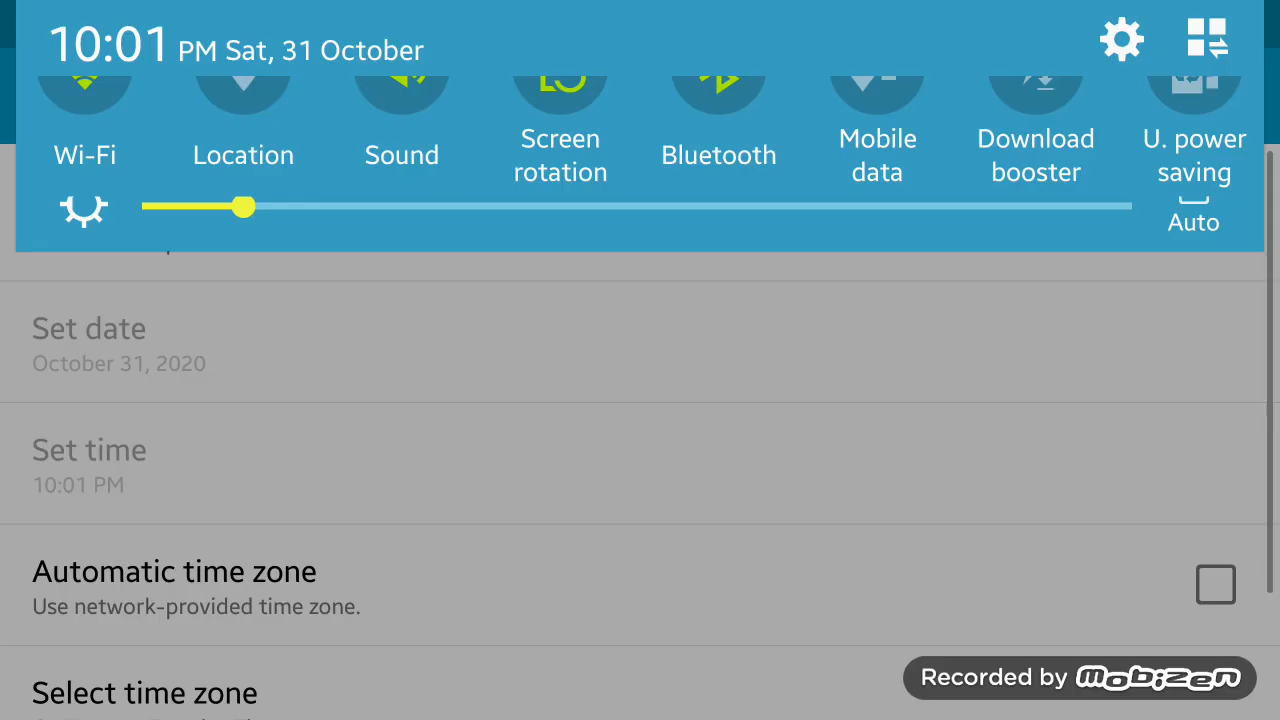 10:01 PM Sat, 31 October
Wi-Fi
Location
Sound
Screen
rotation
Bluetooth
Mobile
data
Download
booster
U. power
saving
Auto
Set date
October 31, 2020
Set time
10:01 PM
Automatic time zone
Use network-provided time zone.
Select time zone
Recorded by mobizen